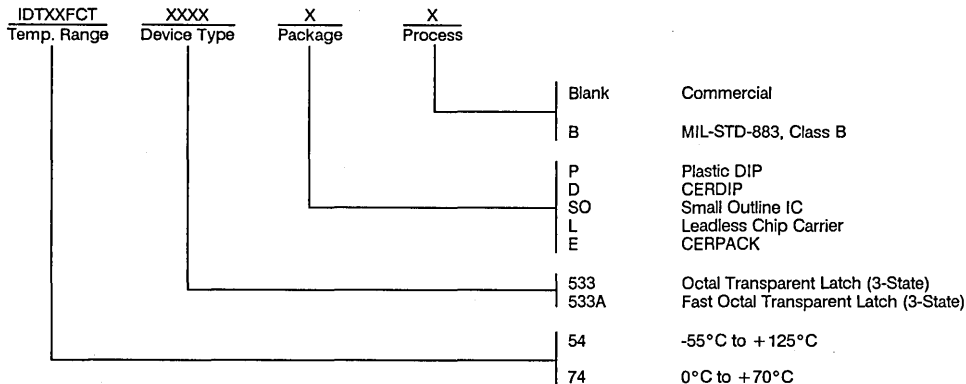 IDTXXFCT XXXX X X
Temp. Range Device Type Package Process
Blank Commercial
B MIL-STD-883, Class B
P Plastic DIP
D CERDIP
SO Small Outline IC
L Leadless Chip Carrier
E CERPACK
533 Octal Transparent Latch (3-State)
533A Fast Octal Transparent Latch (3-State)
54 -55°C to +125°C
74 0°C to +70°C